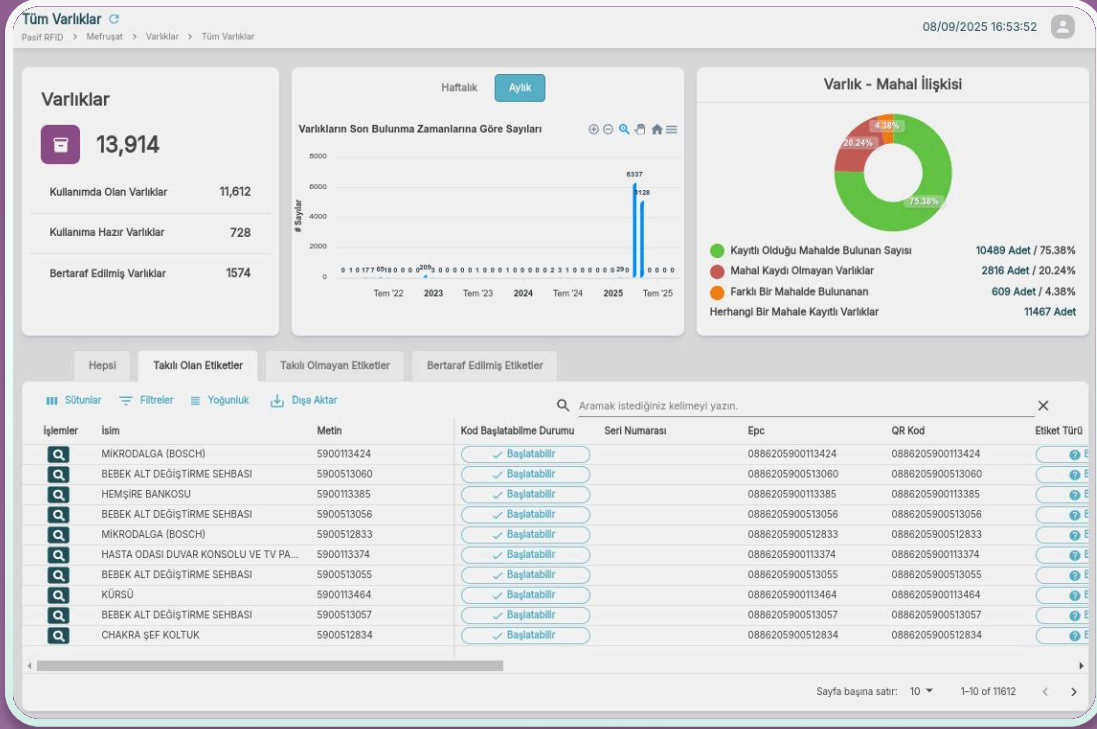 Tüm Varlıklar
08/09/2025 16:53:52
Pasif RFID > Mefruşat > Varlıklar > Tüm Varlıklar
Varlıklar
13,914
Kullanımda Olan Varlıklar 11,612
Kullanıma Hazır Varlıklar 728
Bertaraf Edilmiş Varlıklar 1574
Haftalık Aylık
Varlıkların Son Bulunma Zamanlarına Göre Sayıları
# Sayılar
8000
6000
4000
2000
0
6337
209
Tem '22 2023 Tem '23 2024 Tem '24 2025 Tem '25
Varlık - Mahal İlişkisi
4.38%
20.24%
75.38%
Kayıtlı Olduğu Mahalde Bulunan Sayısı 10489 Adet / 75.38%
Mahal Kaydı Olmayan Varlıklar 2816 Adet / 20.24%
Farklı Bir Mahalde Bulunanan 609 Adet / 4.38%
Herhangi Bir Mahale Kayıtlı Varlıklar 11467 Adet
Hepsi Takılı Olan Etiketler Takılı Olmayan Etiketler Bertaraf Edilmiş Etiketler
Sütunlar Filtreler Yoğunluk Dışa Aktar Aramak istediğiniz kelimeyi yazın.
İşlemler İsim Metin Kod Başlatabilme Durumu Seri Numarası Epc QR Kod Etiket Türü
MİKRODALGA (BOSCH) 5900113424 Başlatabilir 0886205900113424 0886205900113424
BEBEK ALT DEĞİŞTİRME SEHBASI 5900513060 Başlatabilir 0886205900513060 0886205900513060
HEMŞİRE BANKOSU 5900113385 Başlatabilir 0886205900113385 0886205900113385
BEBEK ALT DEĞİŞTİRME SEHBASI 5900513056 Başlatabilir 0886205900513056 0886205900513056
MİKRODALGA (BOSCH) 5900512833 Başlatabilir 0886205900512833 0886205900512833
HASTA ODASI DUVAR KONSOLU VE TV PA... 5900113374 Başlatabilir 0886205900113374 0886205900113374
BEBEK ALT DEĞİŞTİRME SEHBASI 5900513055 Başlatabilir 0886205900513055 0886205900513055
KÜRSÜ 5900113464 Başlatabilir 0886205900113464 0886205900113464
BEBEK ALT DEĞİŞTİRME SEHBASI 5900513057 Başlatabilir 0886205900513057 0886205900513057
CHAKRA ŞEF KOLTUK 5900512834 Başlatabilir 0886205900512834 0886205900512834
Sayfa başına satır: 10 1-10 of 11612